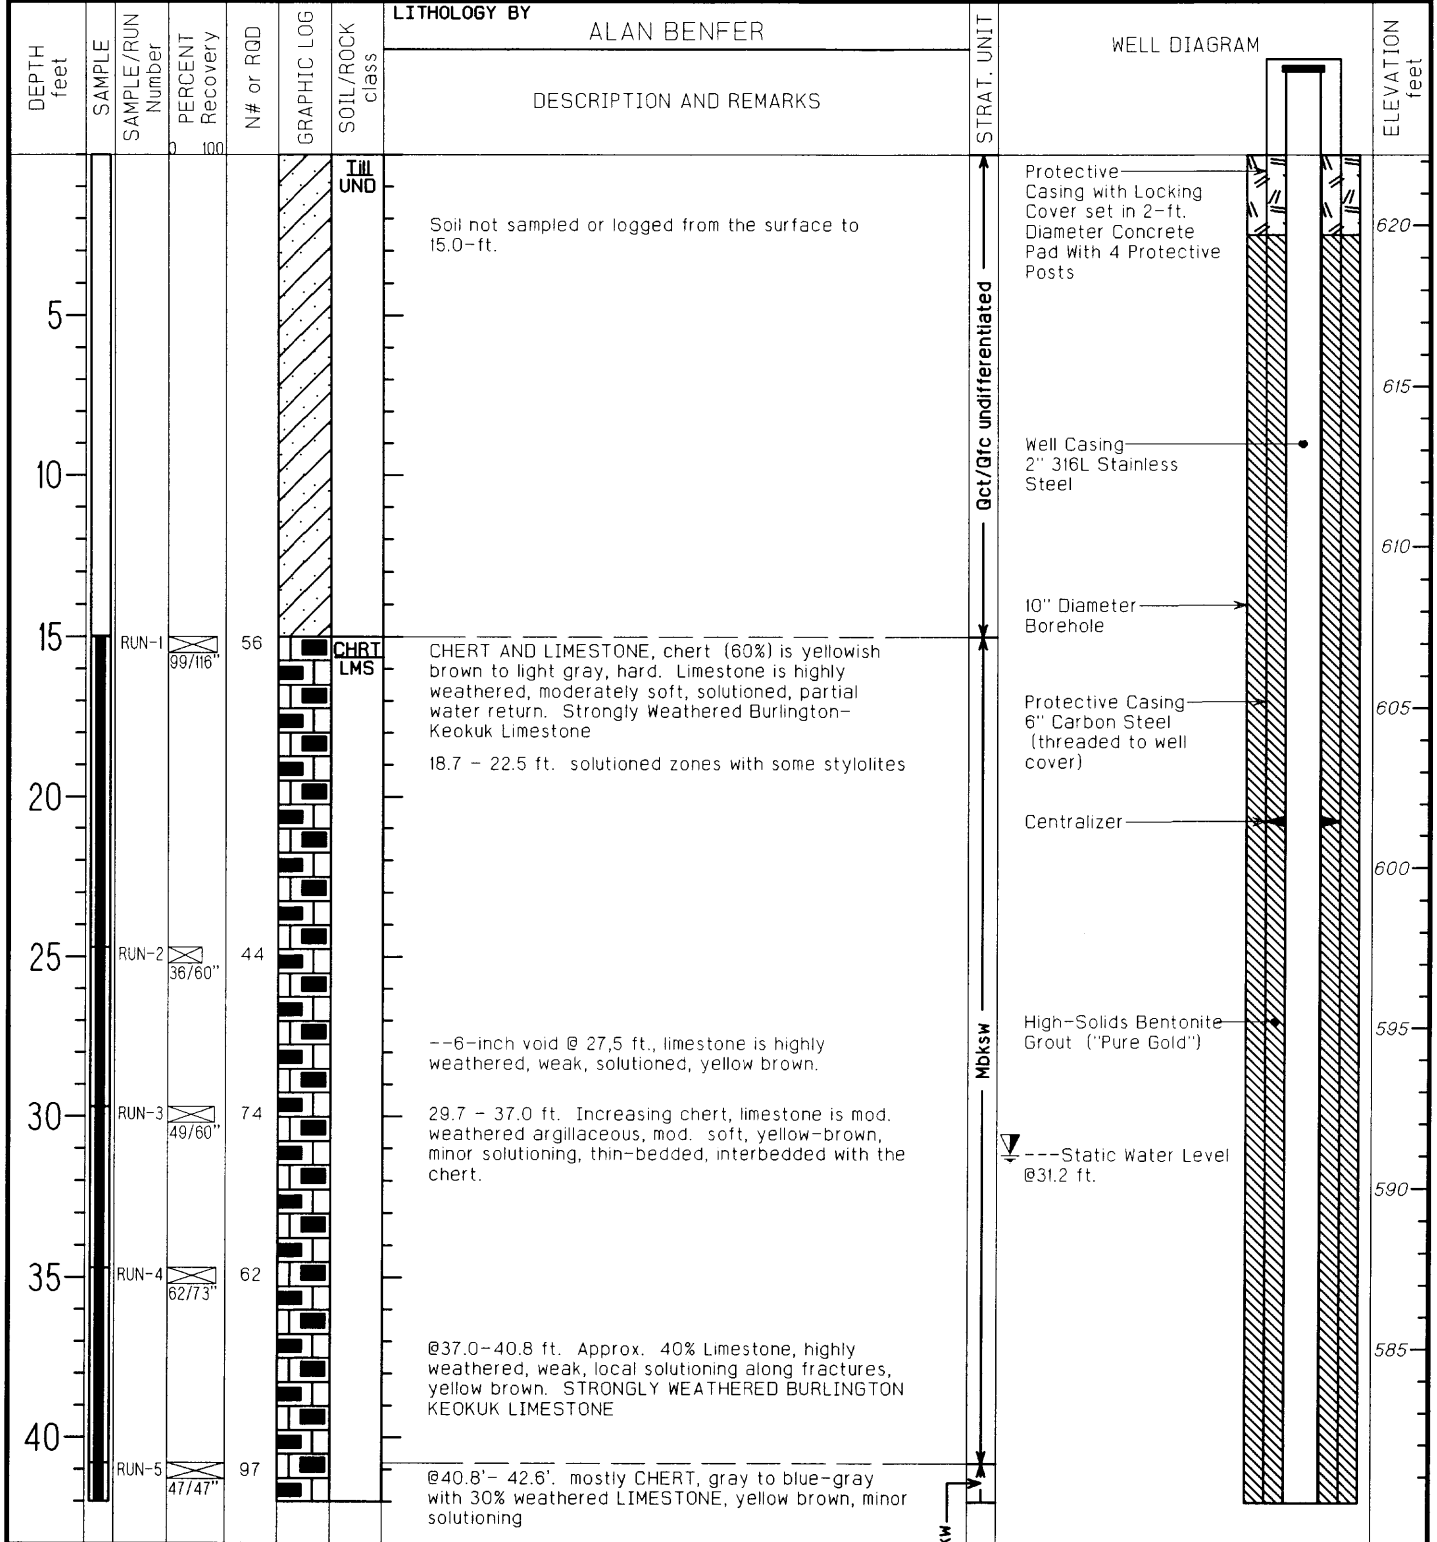 LITHOLOGY BY
ALAN BENFER
DEPTH
feet
SAMPLE
SAMPLE/RUN
Number
PERCENT
Recovery
0 100
N# or RQD
GRAPHIC LOG
SOIL/ROCK
class
DESCRIPTION AND REMARKS
STRAT. UNIT
WELL DIAGRAM
ELEVATION
feet
Till
UND
Soil not sampled or logged from the surface to
15.0-ft.
Qct/Qfc undifferentiated
Protective
Casing with Locking
Cover set in 2-ft.
Diameter Concrete
Pad With 4 Protective
Posts
620
5
615
10
Well Casing
2" 316L Stainless
Steel
610
10" Diameter
Borehole
15
RUN-1
99/116"
56
CHRT
LMS
CHERT AND LIMESTONE, chert (60%) is yellowish
brown to light gray, hard. Limestone is highly
weathered, moderately soft, solutioned, partial
water return. Strongly Weathered Burlington-
Keokuk Limestone
18.7 - 22.5 ft. solutioned zones with some stylolites
Protective Casing
6" Carbon Steel
(threaded to well
cover)
605
20
Centralizer
600
25
RUN-2
36/60"
44
--6-inch void @ 27,5 ft., limestone is highly
weathered, weak, solutioned, yellow brown.
Mbksw
High-Solids Bentonite
Grout ("Pure Gold")
595
30
RUN-3
49/60"
74
29.7 - 37.0 ft. Increasing chert, limestone is mod.
weathered argillaceous, mod. soft, yellow-brown,
minor solutioning, thin-bedded, interbedded with the
chert.
---Static Water Level
@31.2 ft.
590
35
RUN-4
62/73"
62
@37.0-40.8 ft. Approx. 40% Limestone, highly
weathered, weak, local solutioning along fractures,
yellow brown. STRONGLY WEATHERED BURLINGTON
KEOKUK LIMESTONE
585
40
RUN-5
47/47"
97
@40.8'- 42.6'. mostly CHERT, gray to blue-gray
with 30% weathered LIMESTONE, yellow brown, minor
solutioning